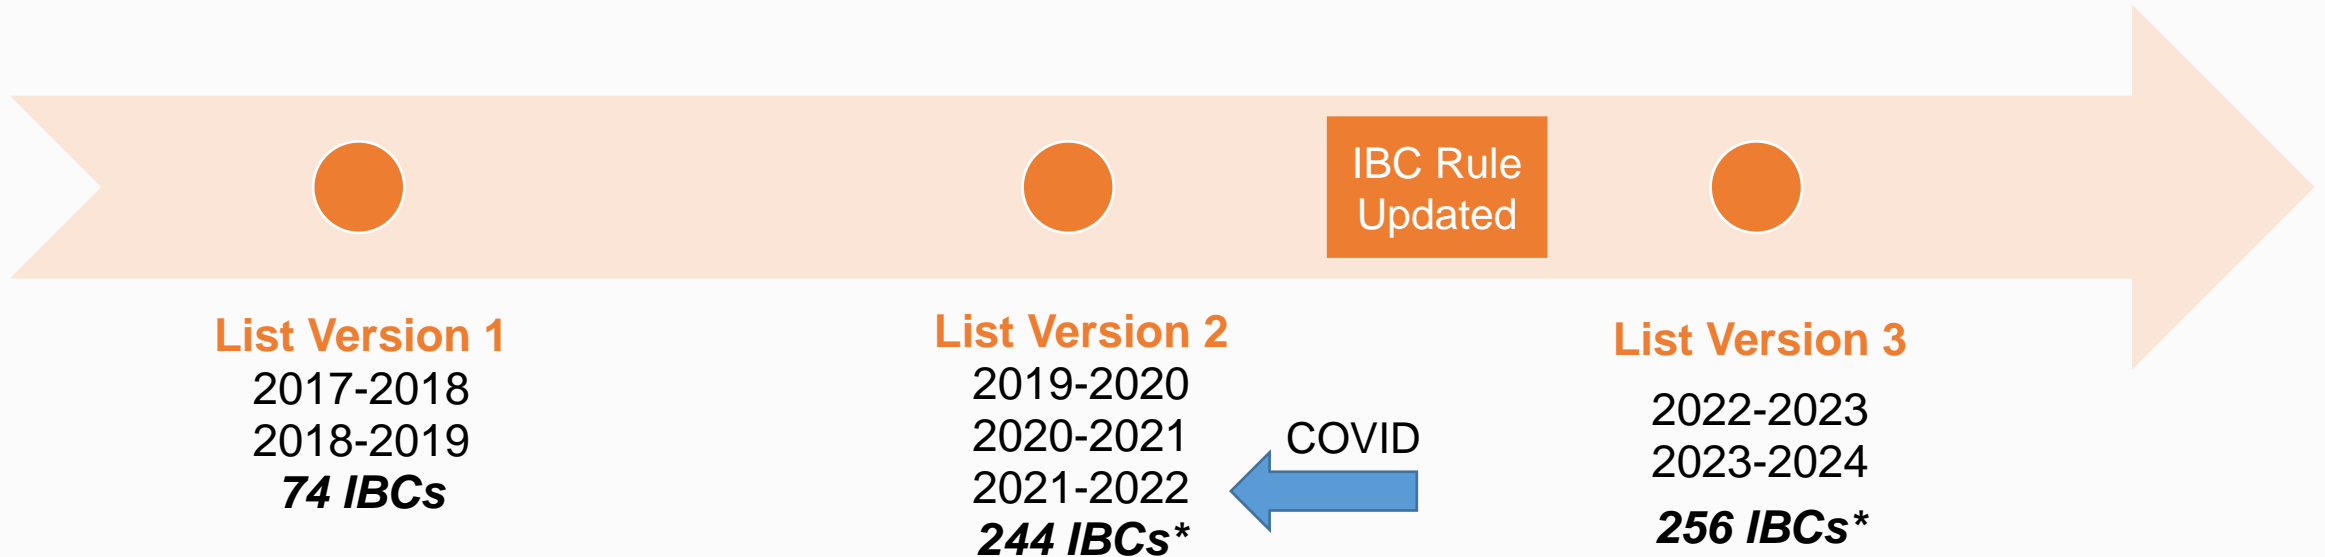 IBC Rule
Updated
List Version 1
2017-2018
2018-2019
74 IBCs
List Version 2
2019-2020
2020-2021
2021-2022
244 IBCs*
COVID
List Version 3
2022-2023
2023-2024
256 IBCs*